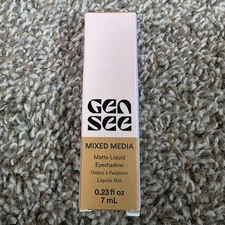 GEN
SEE
MIXED MEDIA
Matte Liquid
Eyeshadow
Ombre à Paupières
Liquide Mat
0.23 fl oz
7 mL